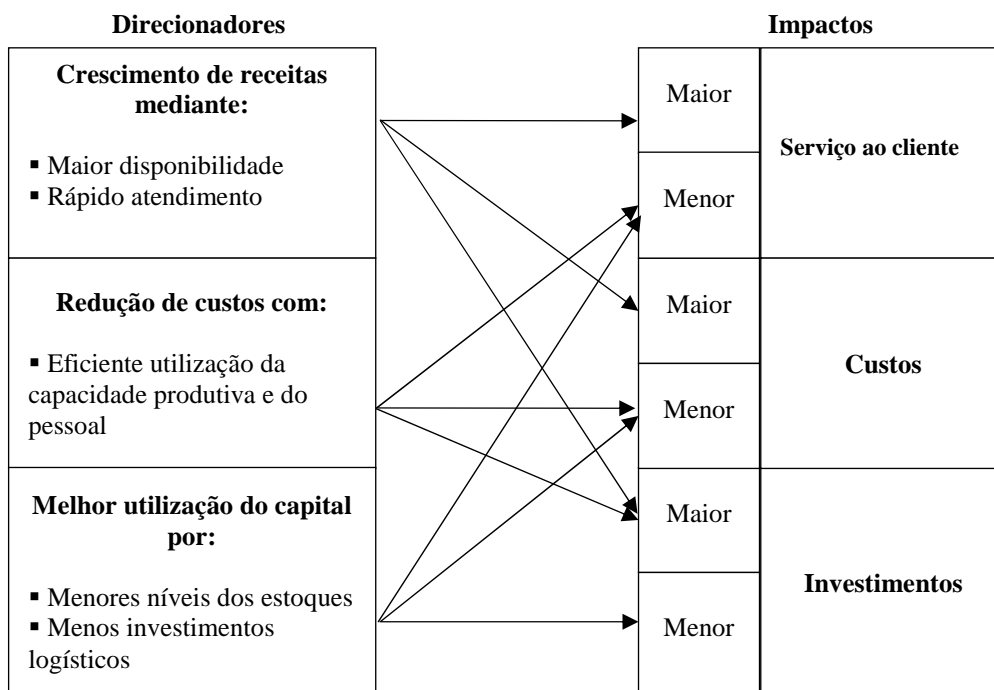 Direcionadores
Impactos
Crescimento de receitas
mediante:
▪ Maior disponibilidade
▪ Rápido atendimento
Redução de custos com:
▪ Eficiente utilização da
capacidade produtiva e do
pessoal
Melhor utilização do capital
por:
▪ Menores níveis dos estoques
▪ Menos investimentos
logísticos
Maior
Menor
Serviço ao cliente
Maior
Menor
Custos
Maior
Menor
Investimentos